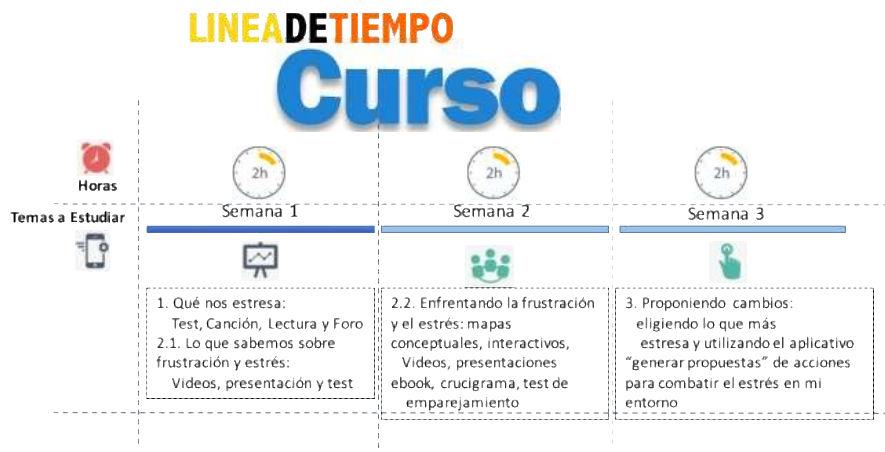 LINEADETIEMPO
Curso
2h
2h
2h
Horas
Semana 1
Semana 2
Semana 3
Temas a Estudiar
1. Qué nos estresa:
Test, Canción, Lectura y Foro
2.1. Lo que sabemos sobre
frustración y estrés:
Videos, presentación y test
2.2. Enfrentando la frustración
y el estrés: mapas
conceptuales, interactivos,
Videos, presentaciones
ebook, crucigrama, test de
emparejamiento
3. Proponiendo cambios:
eligiendo lo que más
estresa y utilizando el aplicativo
“generar propuestas” de acciones
para combatir el estrés en mi
entorno